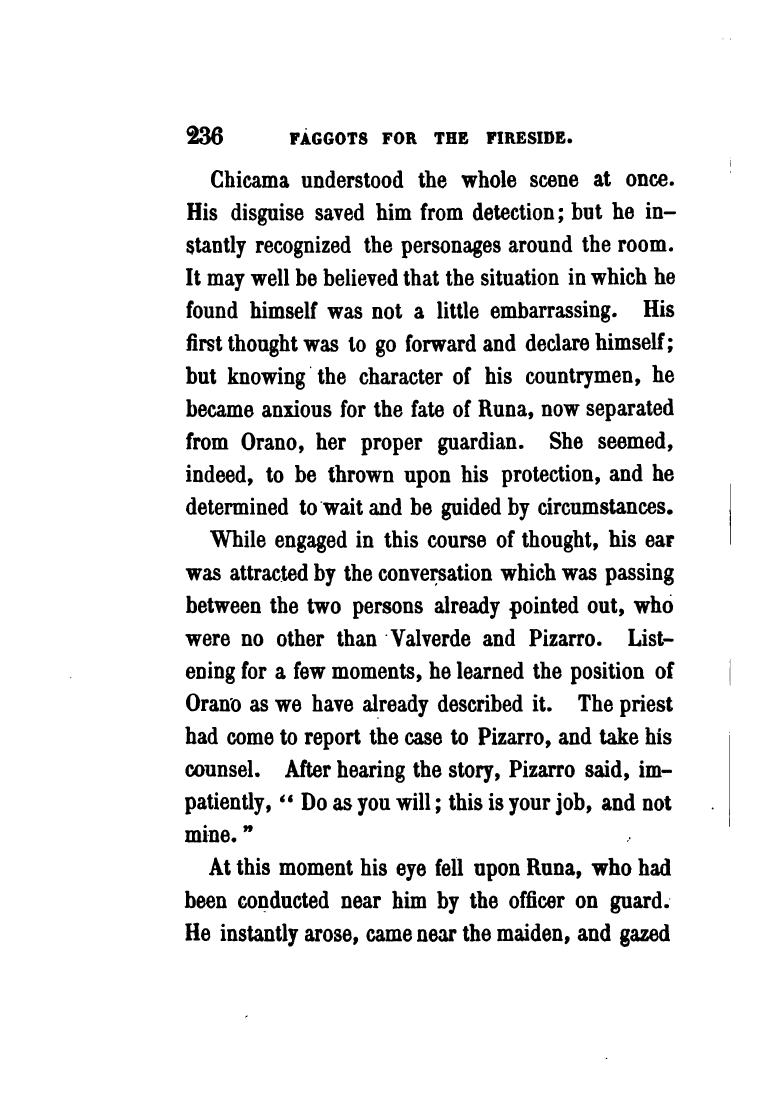 236 FAGGOTS FOR THE FIRESIDE.
Chicama understood the whole scene at once.
His disguise saved him from detection; but he in-
stantly recognized the personages around the room.
It may well be believed that the situation in which he
found himself was not a little embarrassing. His
first thought was to go forward and declare himself;
but knowing the character of his countrymen, he
became anxious for the fate of Runa, now separated
from Orano, her proper guardian. She seemed,
indeed, to be thrown upon his protection, and he
determined to wait and be guided by circumstances.
While engaged in this course of thought, his ear
was attracted by the conversation which was passing
between the two persons already pointed out, who
were no other than Valverde and Pizarro. List-
ening for a few moments, he learned the position of
Orano as we have already described it. The priest
had come to report the case to Pizarro, and take his
counsel. After hearing the story, Pizarro said, im-
patiently, “ Do as you will; this is your job, and not
mine.”
At this moment his eye fell upon Runa, who had
been conducted near him by the officer on guard.
He instantly arose, came near the maiden, and gazed